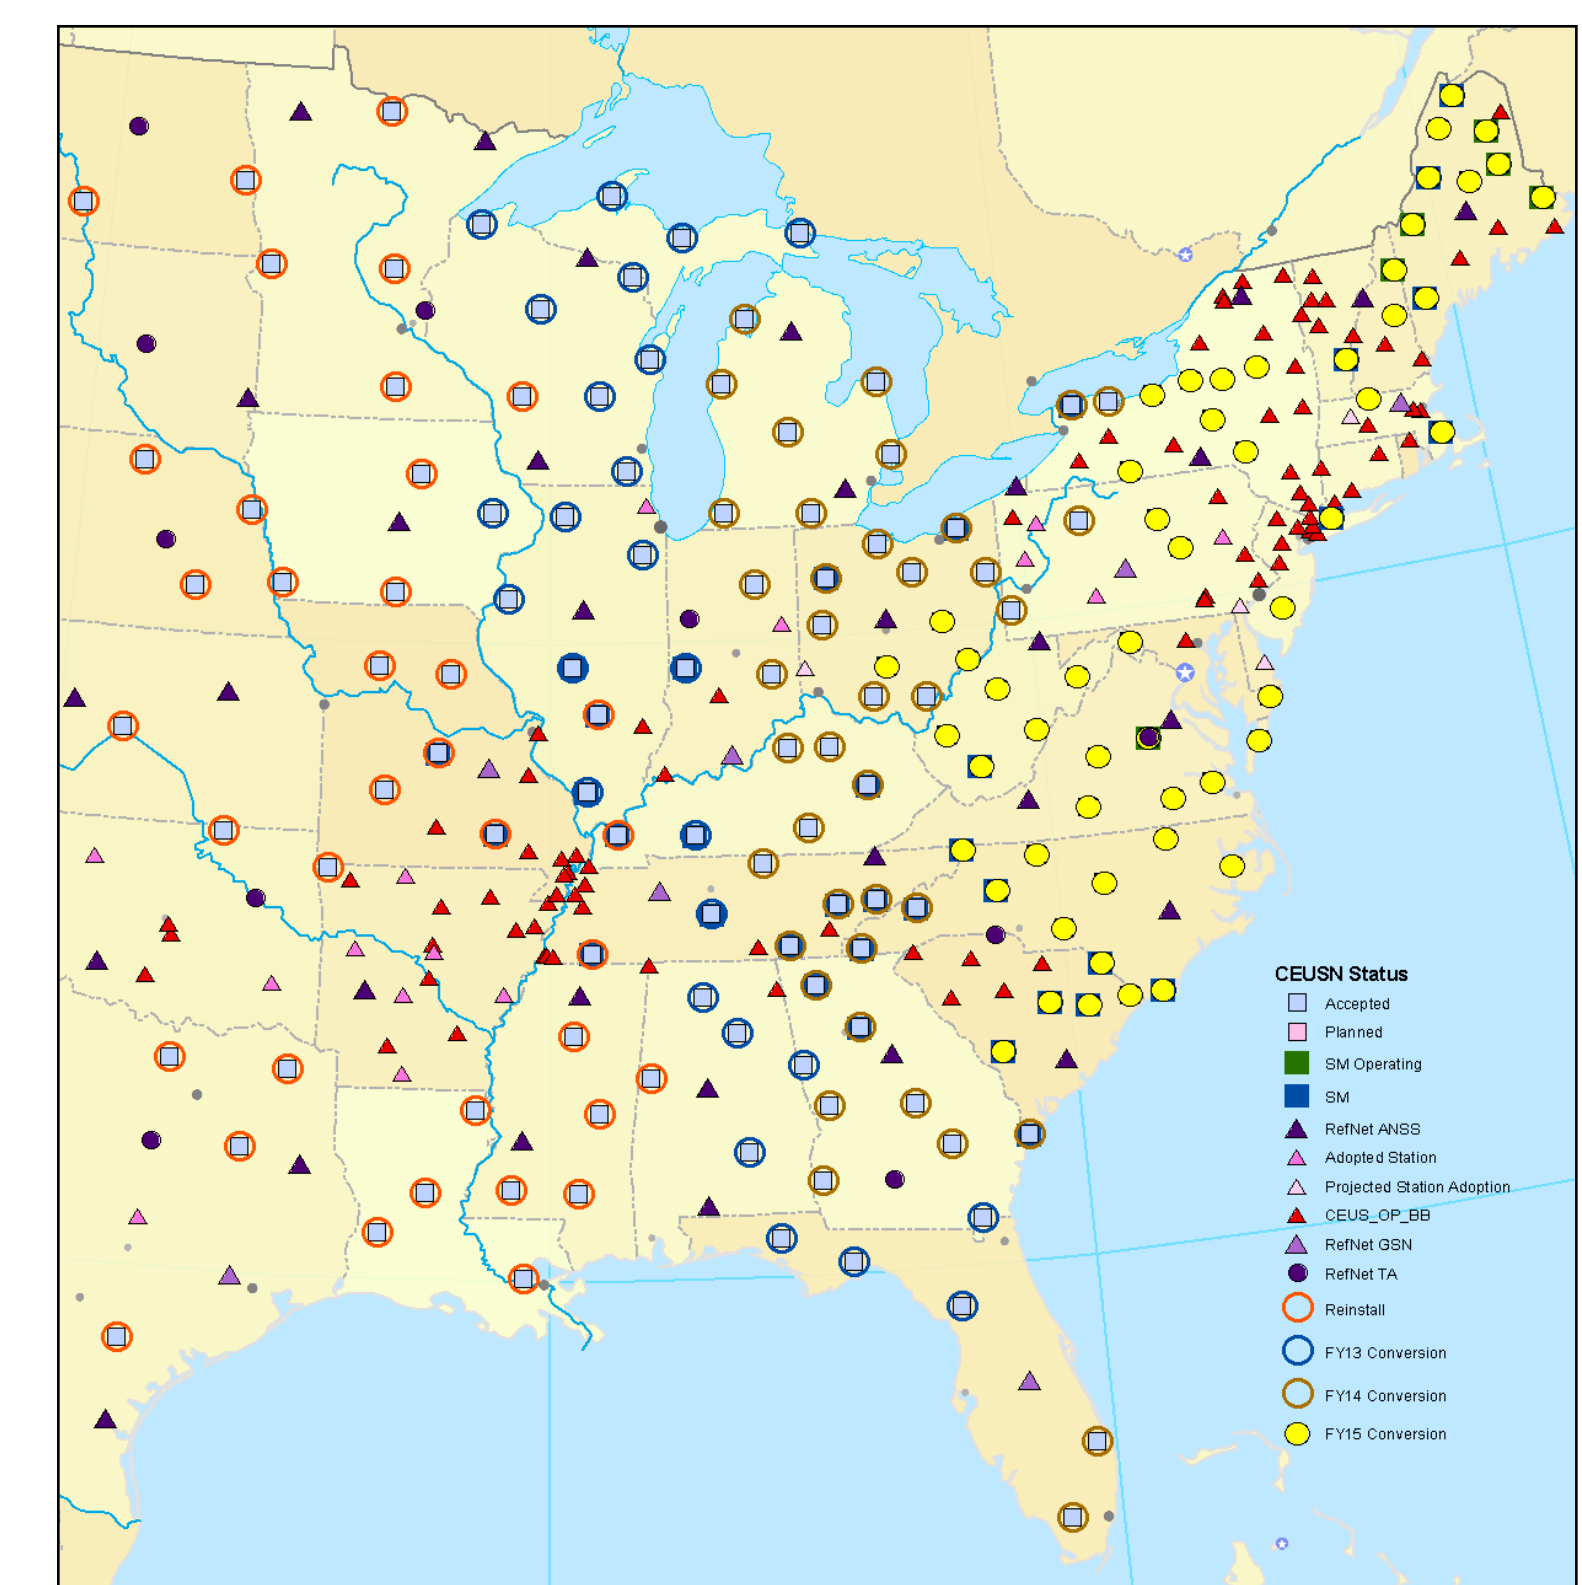 CEUSN Status
Accepted
Planned
SM Operating
SM
RefNet ANSS
Adopted Station
Projected Station Adoption
CEUS_OP_BB
RefNet GSN
RefNet TA
Reinstall
FY13 Conversion
FY14 Conversion
FY15 Conversion